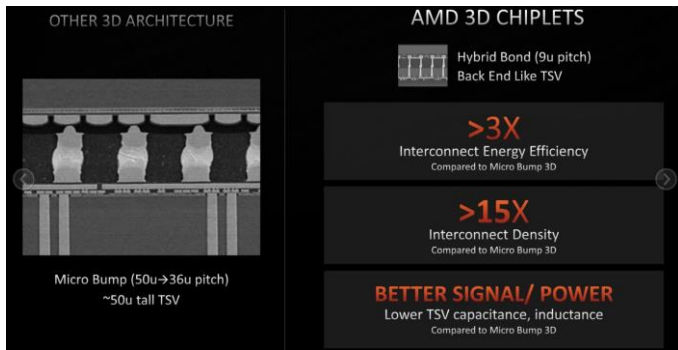 OTHER 3D ARCHITECTURE
Micro Bump (50u→36u pitch)
~50u tall TSV
AMD 3D CHIPLETS
Hybrid Bond (9u pitch)
Back End Like TSV
>3X
Interconnect Energy Efficiency
Compared to Micro Bump 3D
>15X
Interconnect Density
Compared to Micro Bump 3D
BETTER SIGNAL/ POWER
Lower TSV capacitance, inductance
Compared to Micro Bump 3D